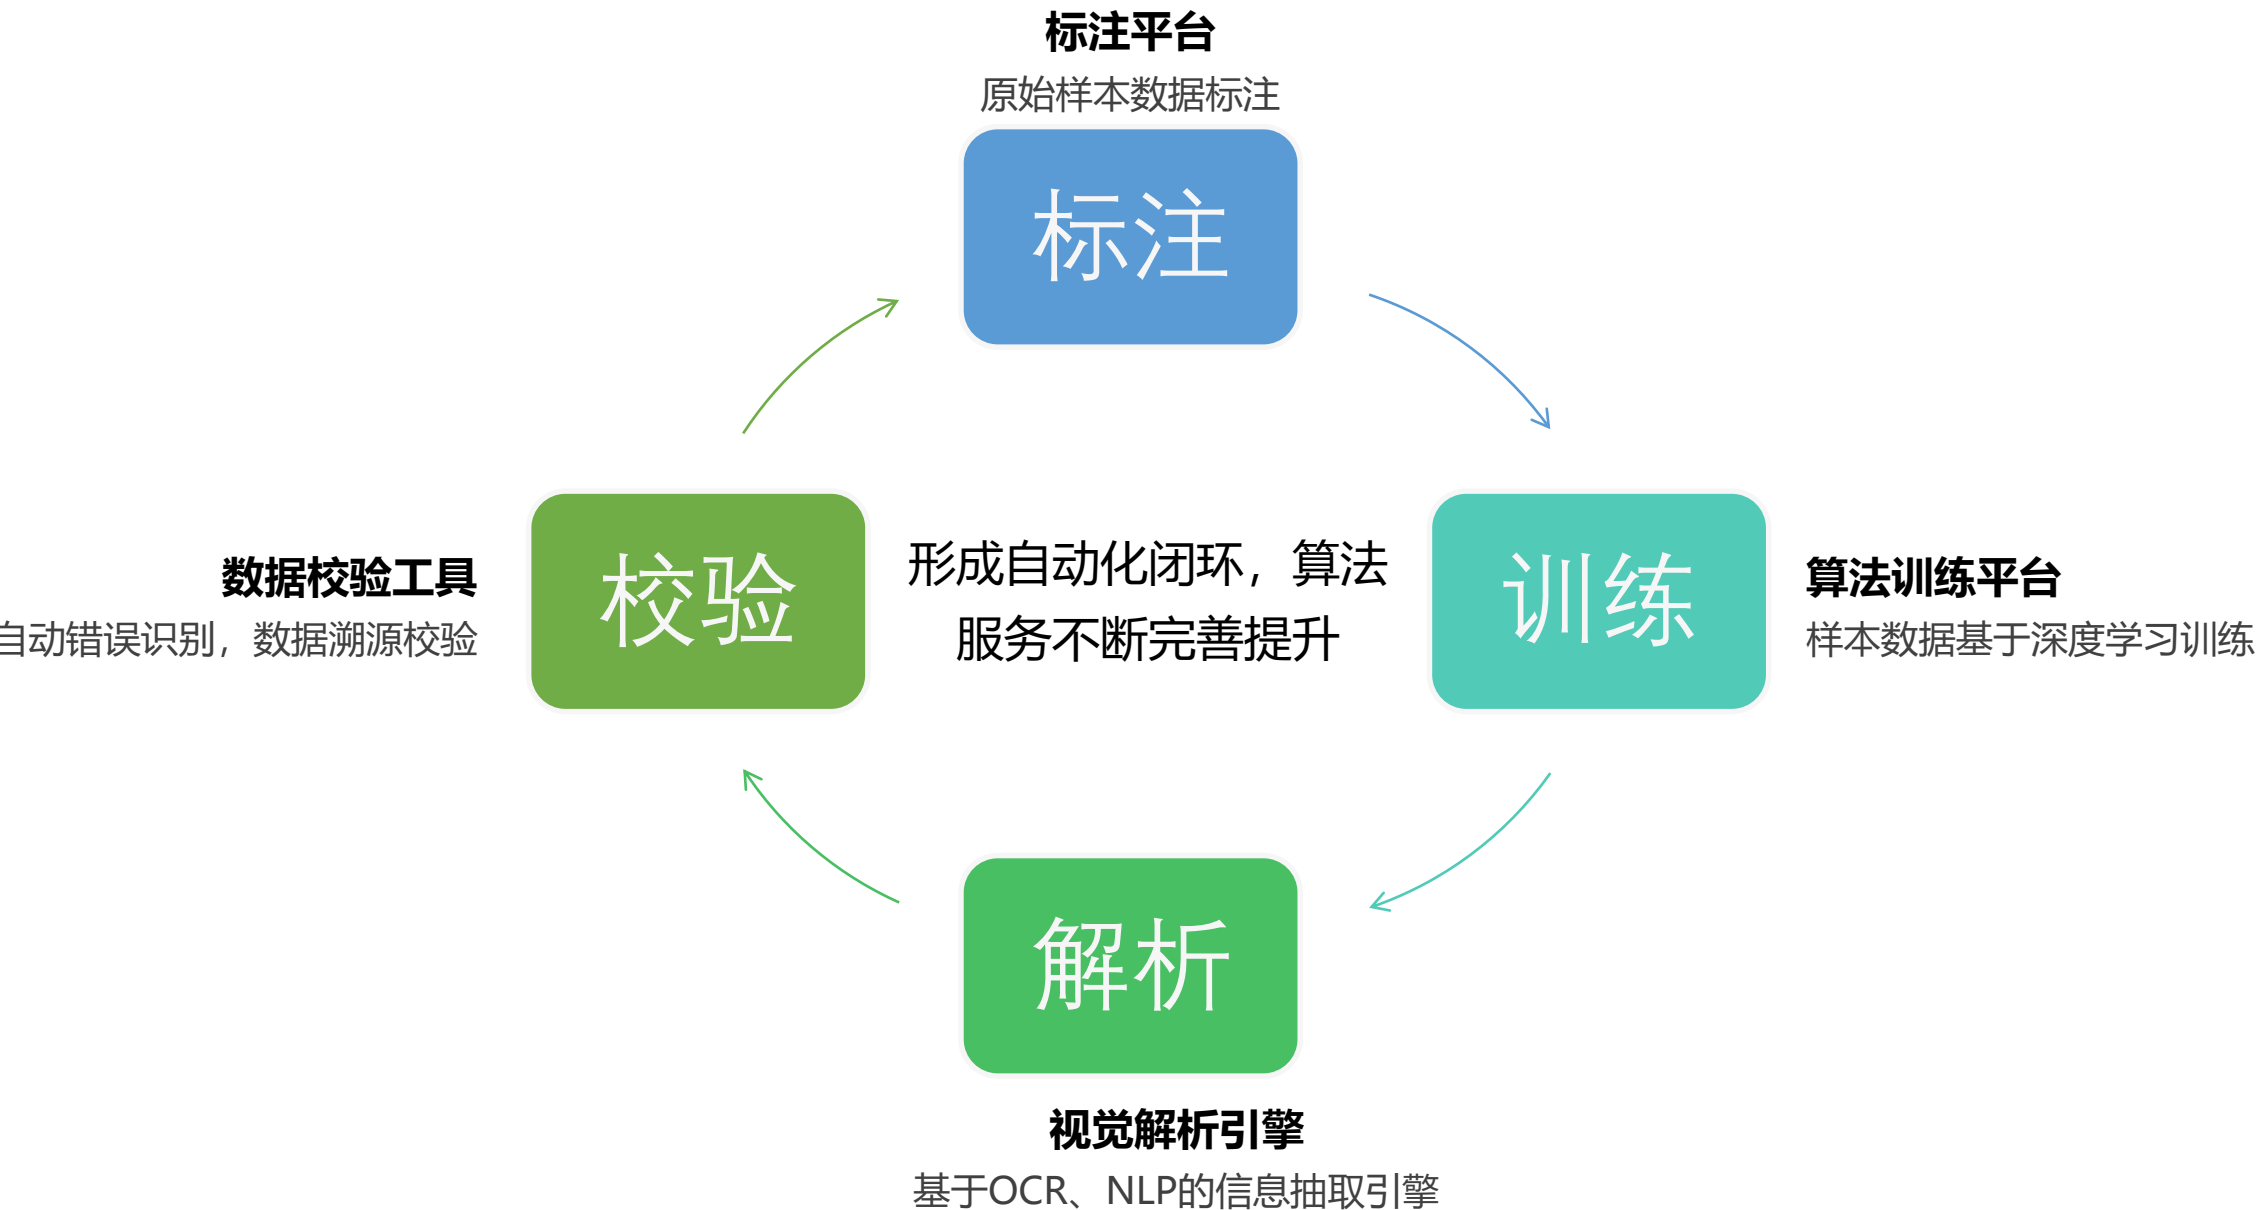 标注平台
原始样本数据标注
标注
数据校验工具
自动错误识别，数据溯源校验
校验
形成自动化闭环，算法
服务不断完善提升
训练
算法训练平台
样本数据基于深度学习训练
解析
视觉解析引擎
基于OCR、NLP的信息抽取引擎